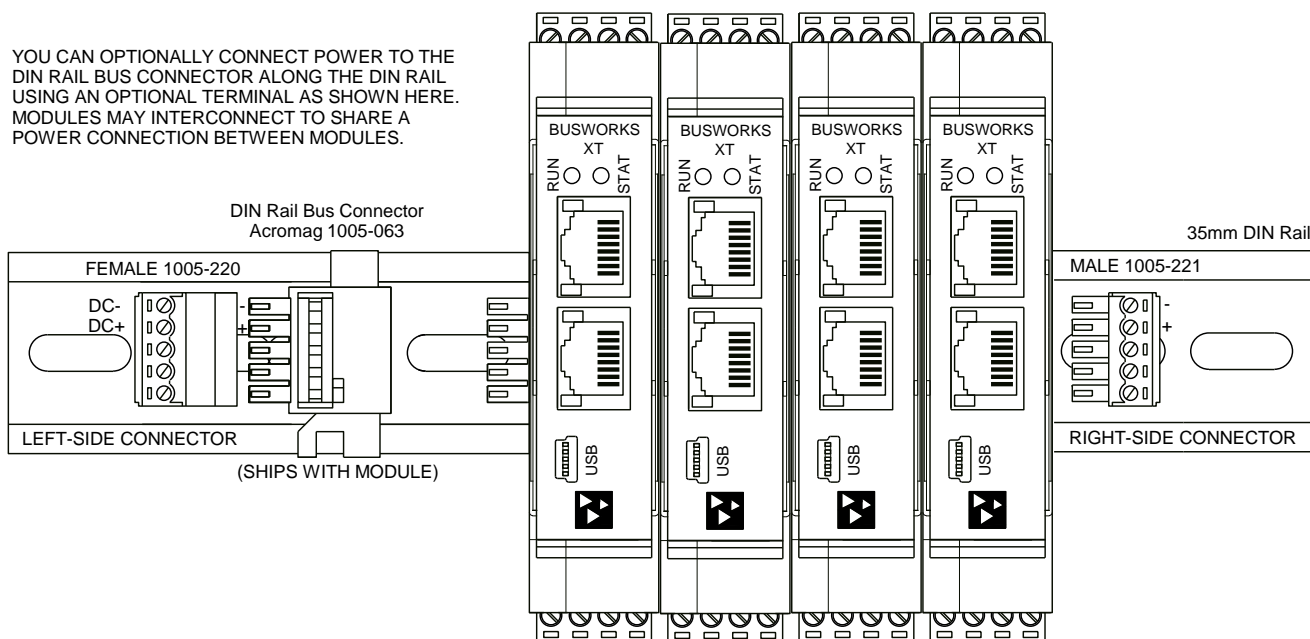 YOU CAN OPTIONALLY CONNECT POWER TO THE
DIN RAIL BUS CONNECTOR ALONG THE DIN RAIL
USING AN OPTIONAL TERMINAL AS SHOWN HERE.
MODULES MAY INTERCONNECT TO SHARE A
POWER CONNECTION BETWEEN MODULES.
DIN Rail Bus Connector
Acromag 1005-063
FEMALE 1005-220
DC-
DC+
-
+
LEFT-SIDE CONNECTOR
(SHIPS WITH MODULE)
BUSWORKS
XT
RUN
STAT
USB
BUSWORKS
XT
RUN
STAT
USB
BUSWORKS
XT
RUN
STAT
USB
BUSWORKS
XT
RUN
STAT
USB
35mm DIN Rail
MALE 1005-221
-
+
RIGHT-SIDE CONNECTOR